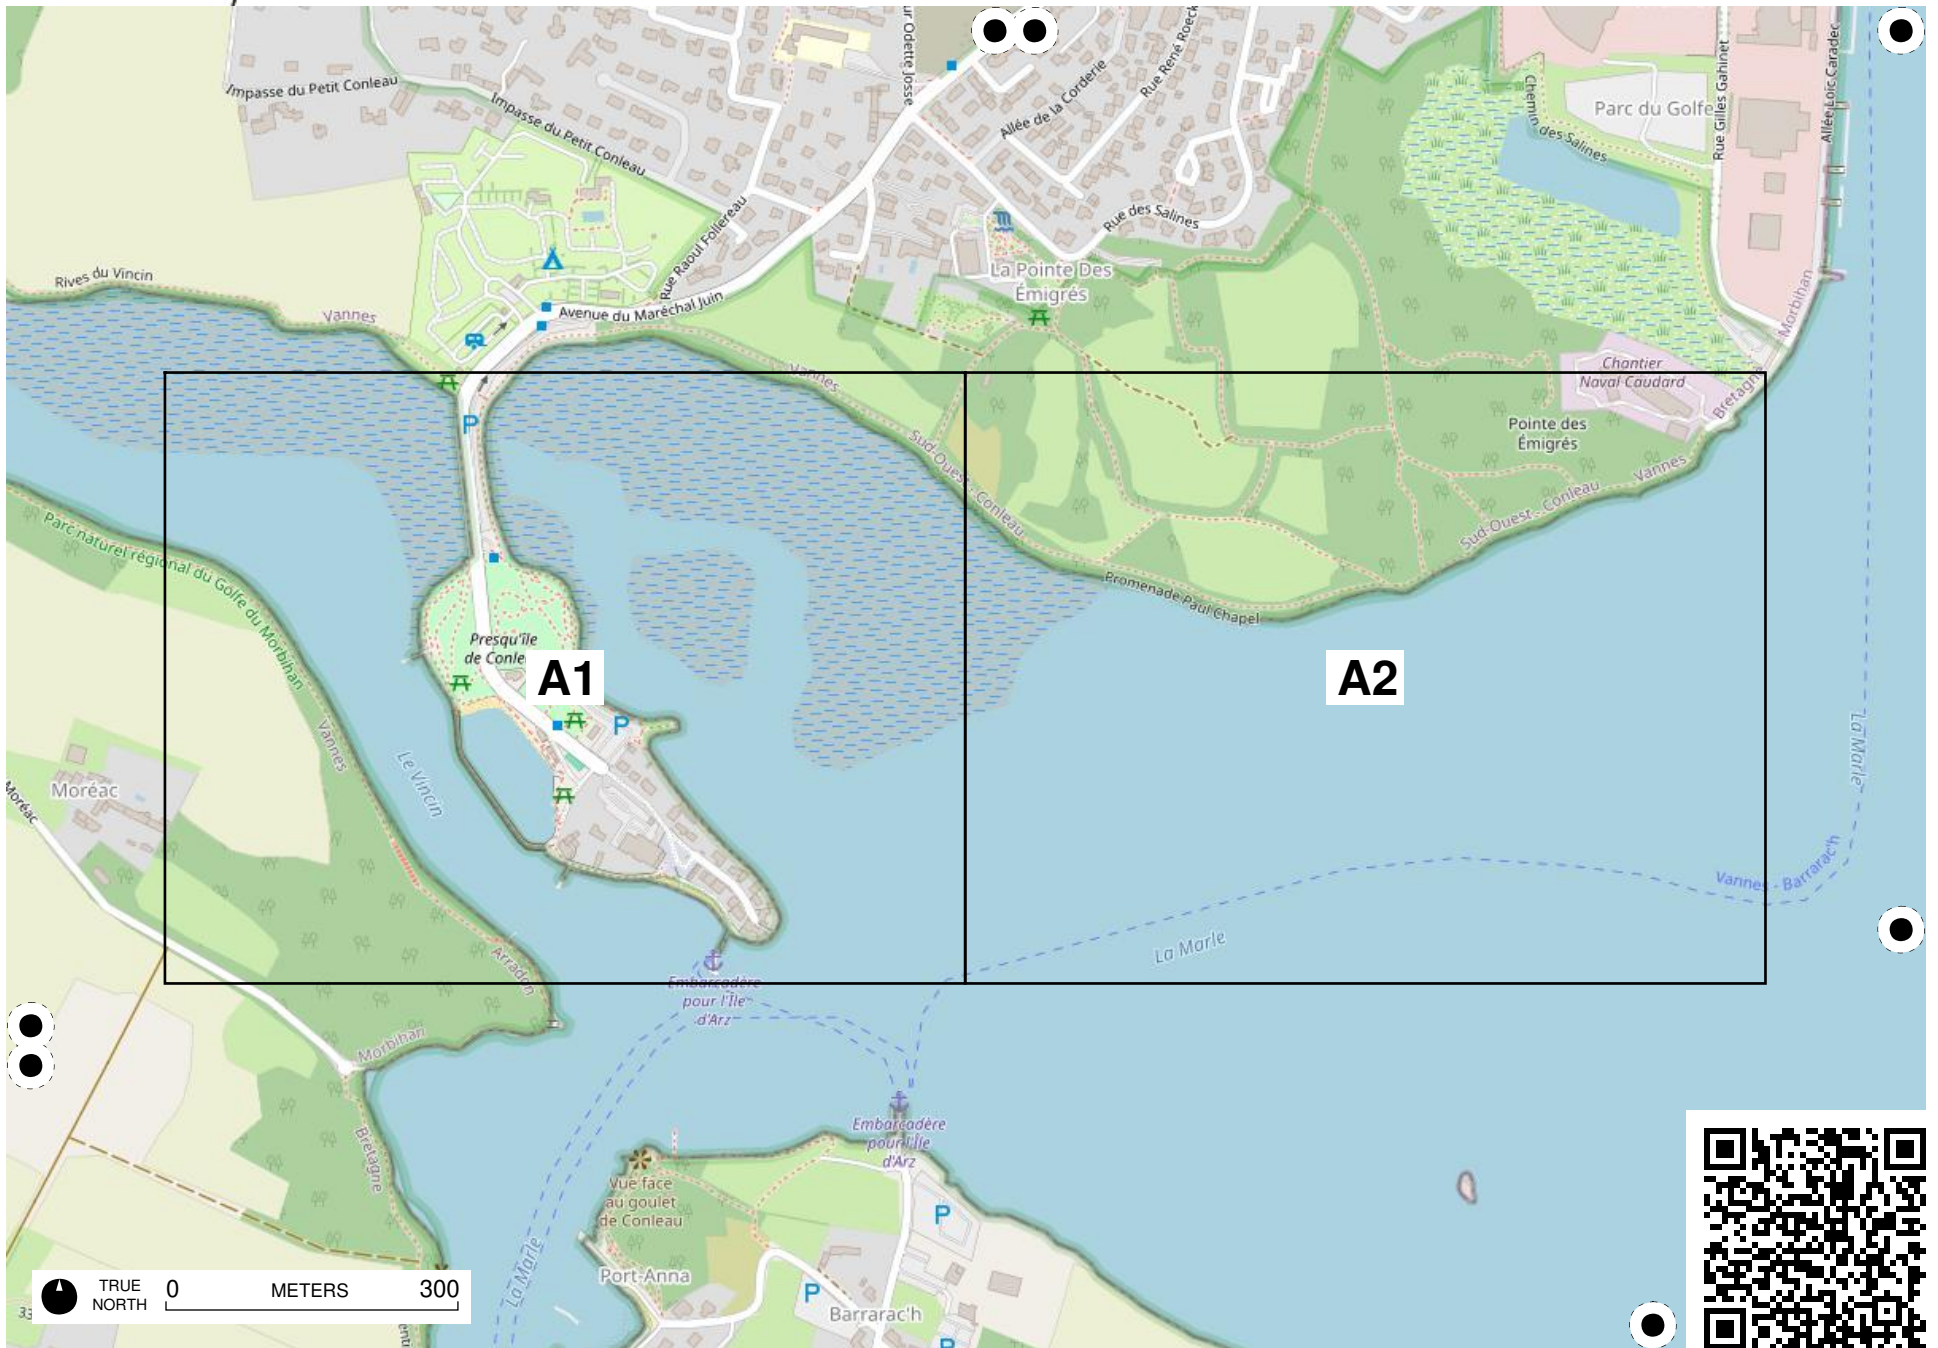 ur Odette Josse
Impasse du Petit Conleau
Impasse du Petit Conleau
Allée de la Corderie
Rue René Roeck
Chemin des Salines
Parc du Golfe
Rue Gilles Gahinet
Allée Loïc Caradec
Rue des Salines
Rue Raoul Follereau
La Pointe Des
Émigrés
Rives du Vincin
Vannes
Avenue du Maréchal Juin
Morbihan
Vannes
Chantier
Naval Caudard
Bretagne
P
Pointe des
Émigrés
Sud-Ouest - Conleau
Vannes
Sud-Ouest - Conleau
Parc naturel régional du Golfe du Morbihan
Promenade Paul Chapel
Presqu'île
de Conle
A1
A2
P
Vannes
Le Vincin
La Marle
Moréac
Moréac
Vannes - Barrarac'h
La Marle
Arradon
Embarcadère
pour l'Île
d'Arz
Morbihan
Bretagne
Embarcadère
pour l'Île
d'Arz
Vue face
au goulet
de Conleau
P
La Marle
Port-Anna
P
Barrarac'h
P
TRUE
NORTH
0 METERS 300
33